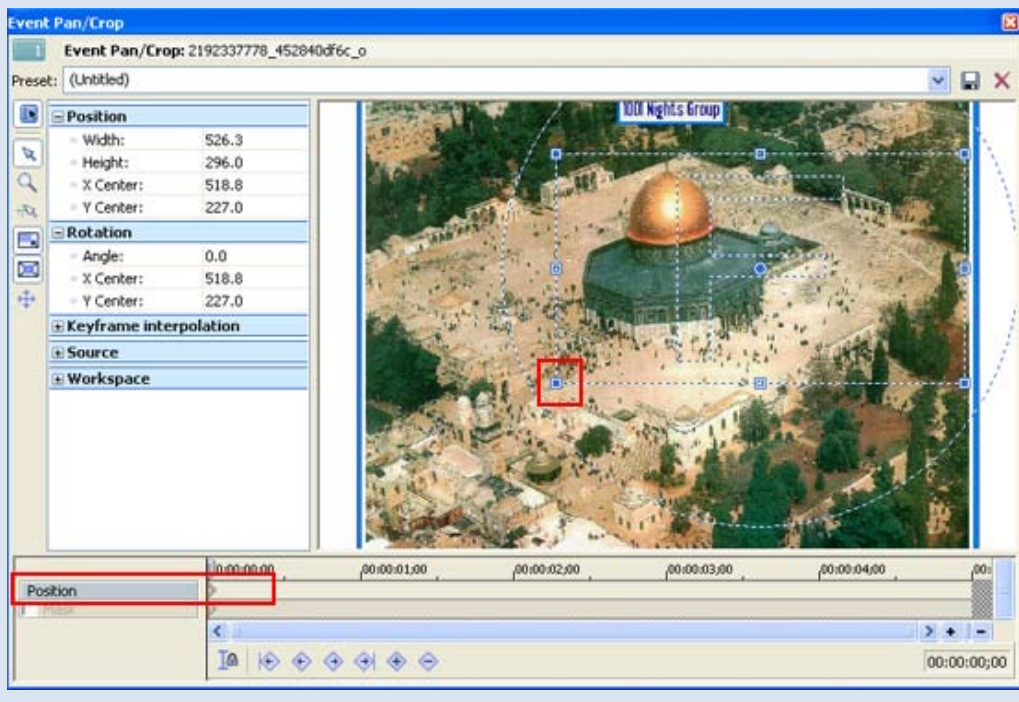 Event Pan/Crop
Event Pan/Crop: 2192337778_452840df6c_o
Preset: (Untitled)
Position
Width: 526.3
Height: 296.0
X Center: 518.8
Y Center: 227.0
Rotation
Angle: 0.0
X Center: 518.8
Y Center: 227.0
Keyframe interpolation
Source
Workspace
1001 Nights Group
00:00:01;00 00:00:02;00 00:00:03;00 00:00:04;00 00:
Position
Mask
00:00:00;00